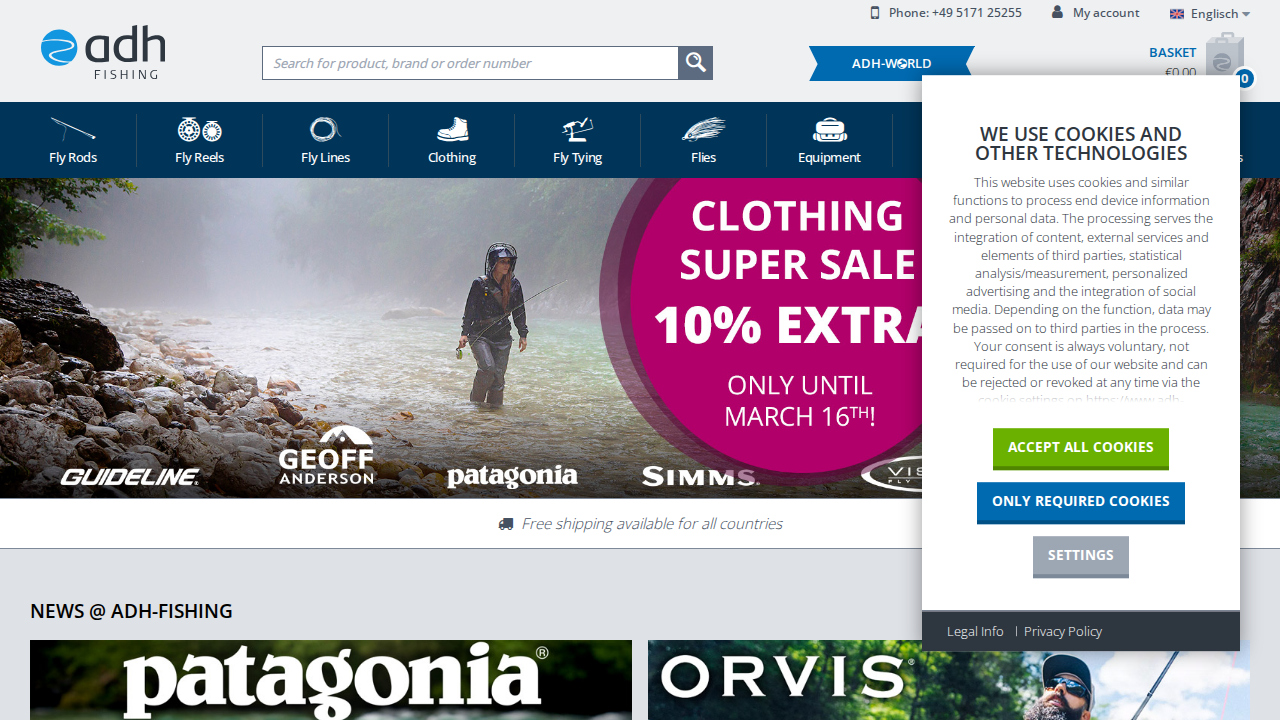 Phone: +49 5171 25255
My account
Englisch
adh
FISHING
Search for product, brand or order number
ADH-WORLD
BASKET
€0.00
0
Fly Rods
Fly Reels
Fly Lines
Clothing
Fly Tying
Flies
Equipment
s
CLOTHING
SUPER SALE
10% EXTRA
ONLY UNTIL
MARCH 16TH!
GUIDELINE
GEOFF
ANDERSON
patagonia
SIMMS
VIS
FLY F
Free shipping available for all countries
WE USE COOKIES AND
OTHER TECHNOLOGIES
This website uses cookies and similar
functions to process end device information
and personal data. The processing serves the
integration of content, external services and
elements of third parties, statistical
analysis/measurement, personalized
advertising and the integration of social
media. Depending on the function, data may
be passed on to third parties in the process.
Your consent is always voluntary, not
required for the use of our website and can
be rejected or revoked at any time via the
cookie settings on https://www.adh-
ACCEPT ALL COOKIES
ONLY REQUIRED COOKIES
SETTINGS
Legal Info | Privacy Policy
NEWS @ ADH-FISHING
patagonia®
ORVIS®